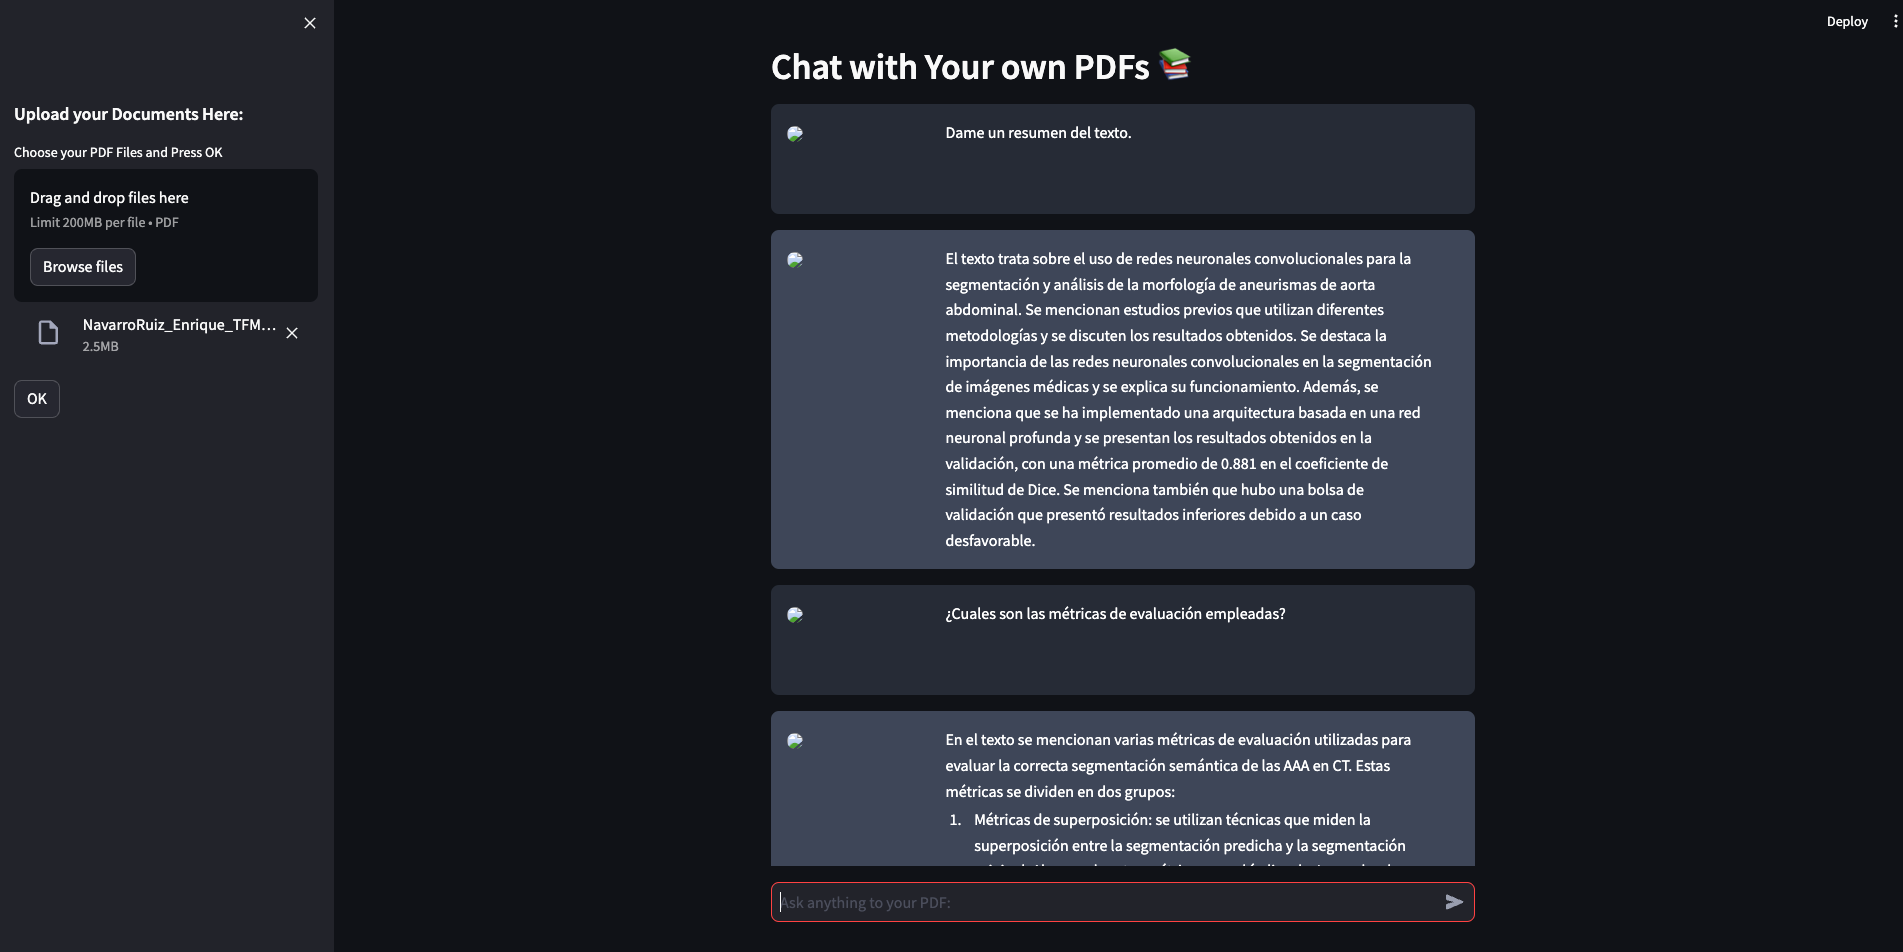 Deploy
Upload your Documents Here:
Choose your PDF Files and Press OK
Drag and drop files here
Limit 200MB per file • PDF
Browse files
NavarroRuiz_Enrique_TFM…
2.5MB
OK
Chat with Your own PDFs
Dame un resumen del texto.
El texto trata sobre el uso de redes neuronales convolucionales para la
segmentación y análisis de la morfología de aneurismas de aorta
abdominal. Se mencionan estudios previos que utilizan diferentes
metodologías y se discuten los resultados obtenidos. Se destaca la
importancia de las redes neuronales convolucionales en la segmentación
de imágenes médicas y se explica su funcionamiento. Además, se
menciona que se ha implementado una arquitectura basada en una red
neuronal profunda y se presentan los resultados obtenidos en la
validación, con una métrica promedio de 0.881 en el coeficiente de
similitud de Dice. Se menciona también que hubo una bolsa de
validación que presentó resultados inferiores debido a un caso
desfavorable.
¿Cuales son las métricas de evaluación empleadas?
En el texto se mencionan varias métricas de evaluación utilizadas para
evaluar la correcta segmentación semántica de las AAA en CT. Estas
métricas se dividen en dos grupos:
1. Métricas de superposición: se utilizan técnicas que miden la
superposición entre la segmentación predicha y la segmentación
Ask anything to your PDF: